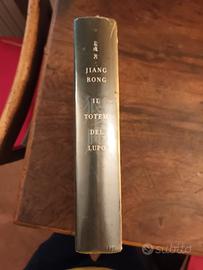 JIANG
RONG
IL
TOTEM
DEL
LUPO
subito